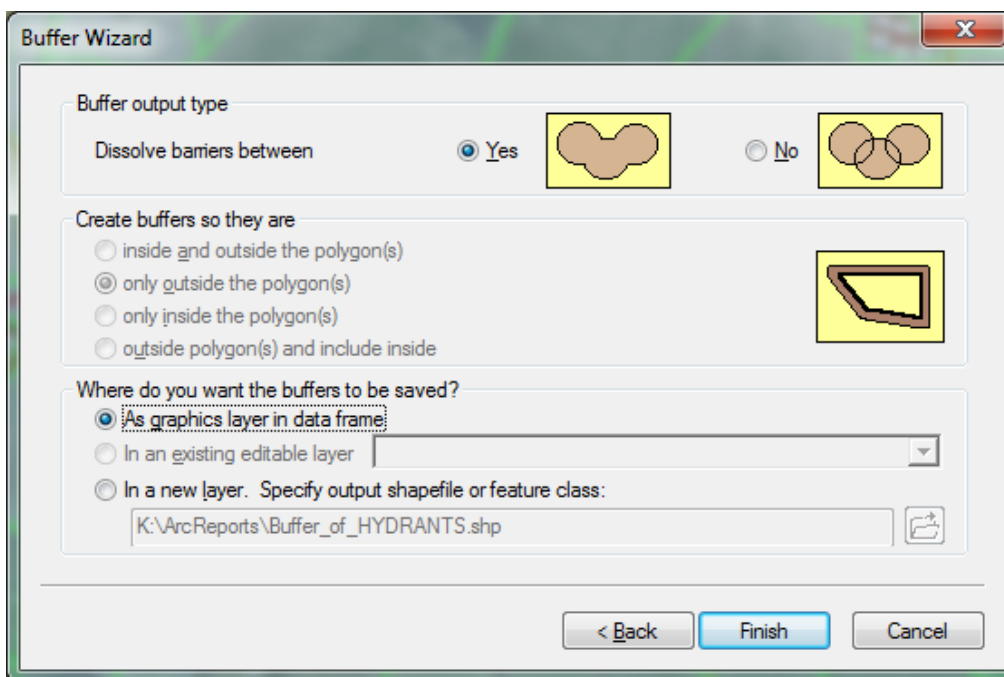 Buffer Wizard
X
Buffer output type
Dissolve barriers between Yes No
Create buffers so they are
inside and outside the polygon(s)
only outside the polygon(s)
only inside the polygon(s)
outside polygon(s) and include inside
Where do you want the buffers to be saved?
As graphics layer in data frame
In an existing editable layer
In a new layer. Specify output shapefile or feature class:
K:\ArcReports\Buffer_of_HYDRANTS.shp
< Back Finish Cancel